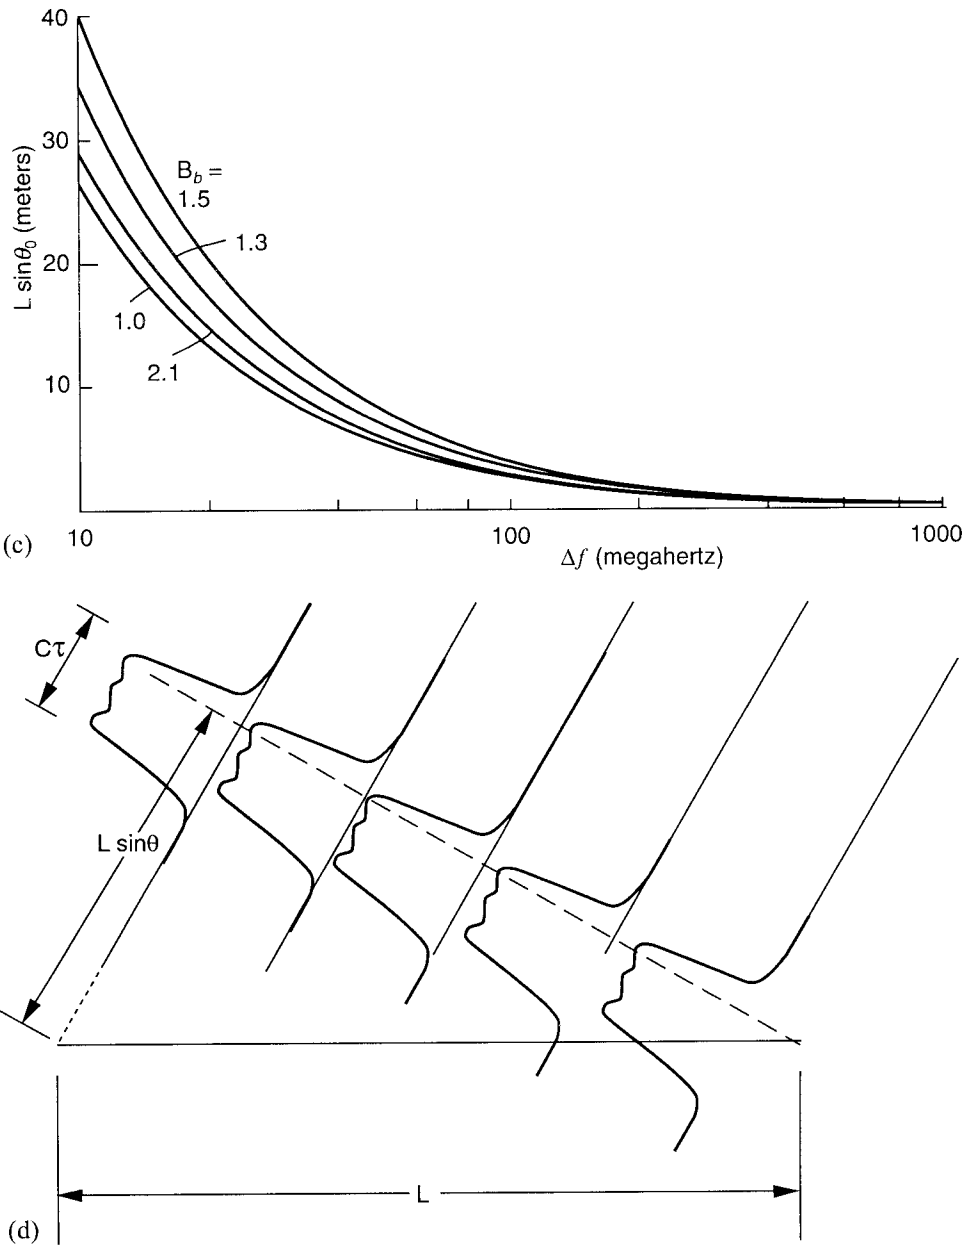 40
30
20
10
L sinθ₀ (meters)
B_b =
1.5
1.3
1.0
2.1
10
100
1000
Δf (megahertz)
(c)
Cτ
L sinθ
L
(d)